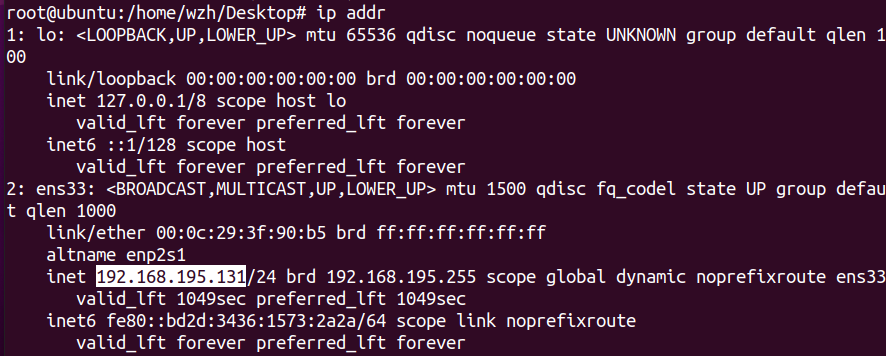 root@ubuntu:/home/wzh/Desktop# ip addr
1: lo: <LOOPBACK,UP,LOWER_UP> mtu 65536 qdisc noqueue state UNKNOWN group default qlen 1
00
    link/loopback 00:00:00:00:00:00 brd 00:00:00:00:00:00
    inet 127.0.0.1/8 scope host lo
       valid_lft forever preferred_lft forever
    inet6 ::1/128 scope host
       valid_lft forever preferred_lft forever
2: ens33: <BROADCAST,MULTICAST,UP,LOWER_UP> mtu 1500 qdisc fq_codel state UP group defau
t qlen 1000
    link/ether 00:0c:29:3f:90:b5 brd ff:ff:ff:ff:ff:ff
    altname enp2s1
    inet 192.168.195.131/24 brd 192.168.195.255 scope global dynamic noprefixroute ens33
       valid_lft 1049sec preferred_lft 1049sec
    inet6 fe80::bd2d:3436:1573:2a2a/64 scope link noprefixroute
       valid_lft forever preferred_lft forever